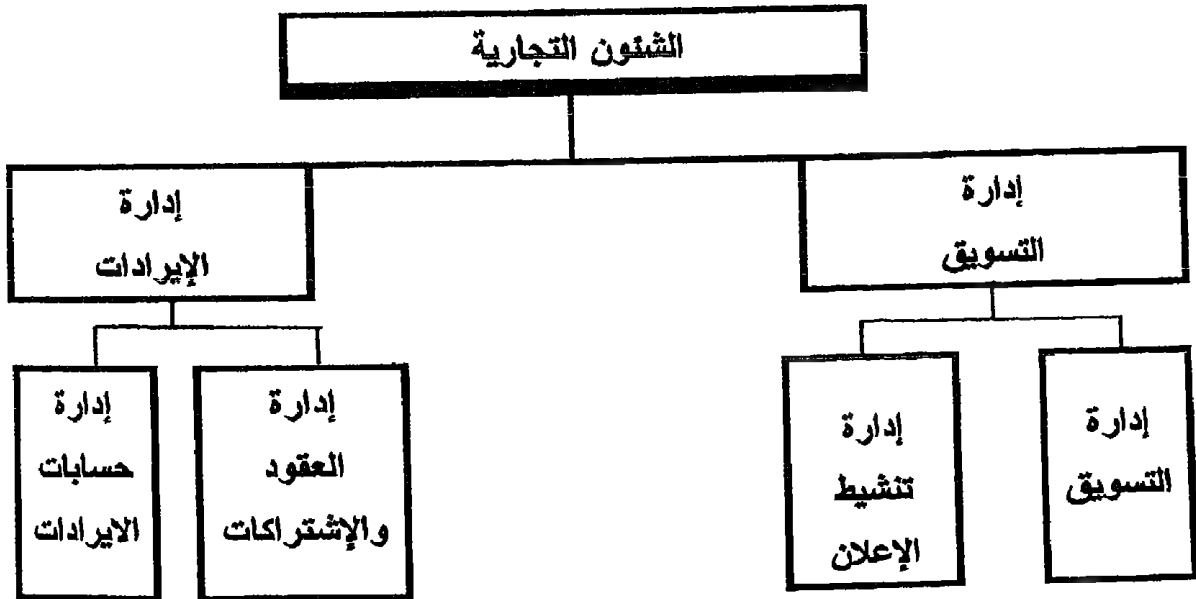 الشئون التجارية
إدارة
التسويق
إدارة
الإيرادات
إدارة
التسويق
إدارة
تنشيط
الإعلان
إدارة
العقود
والإشتراكات
إدارة
حسابات
الايرادات